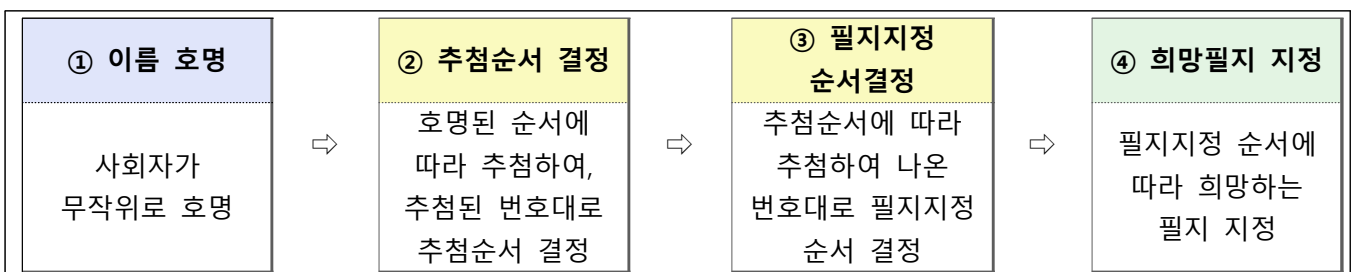 ① 이름 호명
사회자가
무작위로 호명
⇨
② 추첨순서 결정
호명된 순서에
따라 추첨하여,
추첨된 번호대로
추첨순서 결정
⇨
③ 필지지정
순서결정
추첨순서에 따라
추첨하여 나온
번호대로 필지지정
순서 결정
⇨
④ 희망필지 지정
필지지정 순서에
따라 희망하는
필지 지정